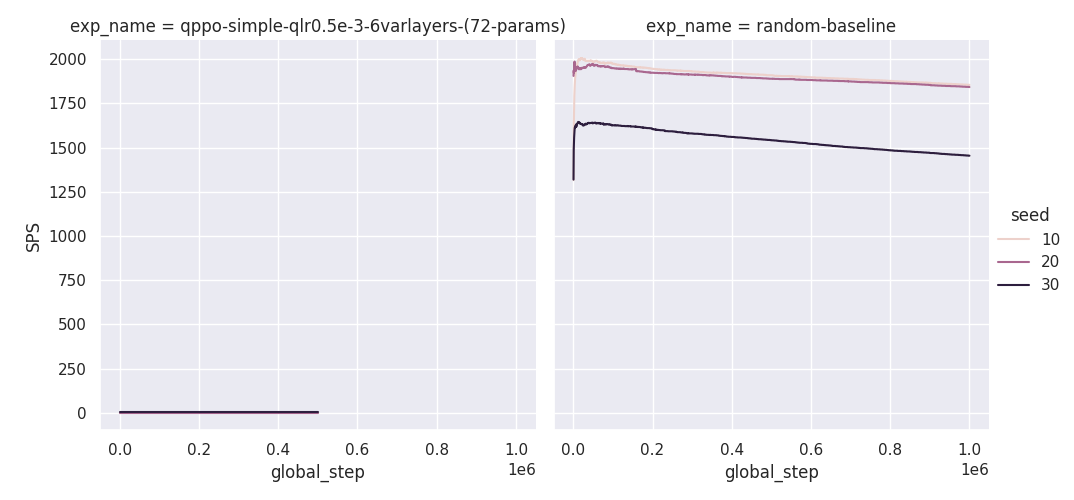 exp_name = qppo-simple-qlr0.5e-3-6varlayers-(72-params)
exp_name = random-baseline
2000
1750
1500
1250
1000
750
500
250
0
SPS
0.0 0.2 0.4 0.6 0.8 1.0
1e6
global_step
0.0 0.2 0.4 0.6 0.8 1.0
1e6
global_step
seed
10
20
30